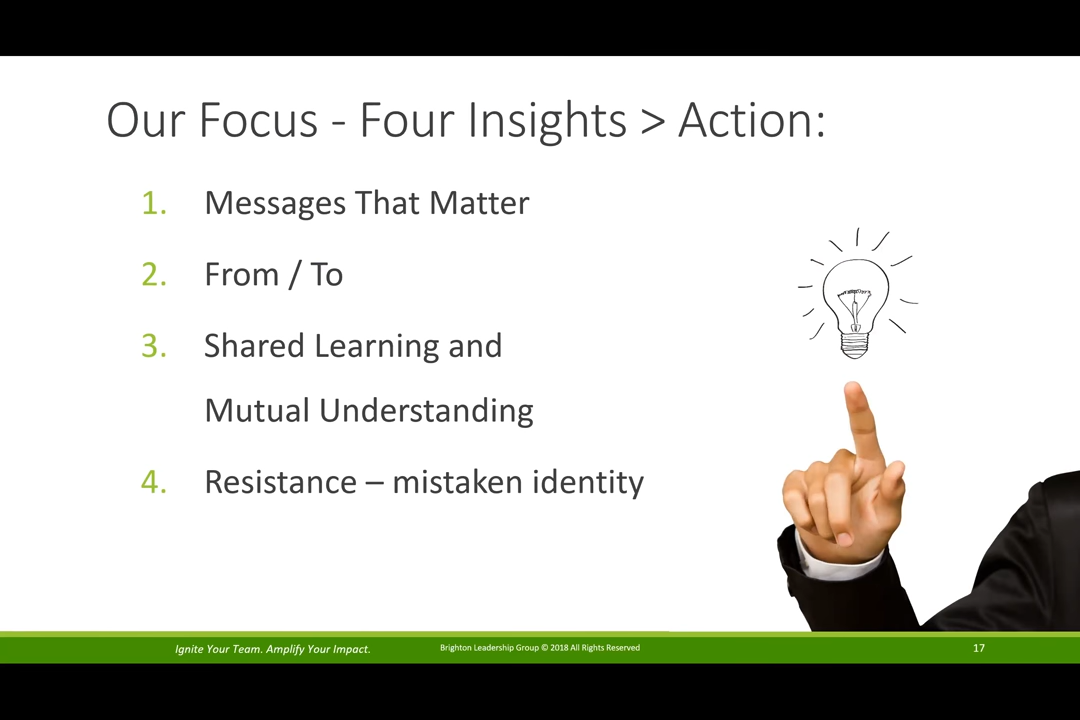 Our Focus - Four Insights > Action:
1. Messages That Matter
2. From / To
3. Shared Learning and
Mutual Understanding
4. Resistance – mistaken identity
Ignite Your Team. Amplify Your Impact.
Brighton Leadership Group © 2018 All Rights Reserved
17